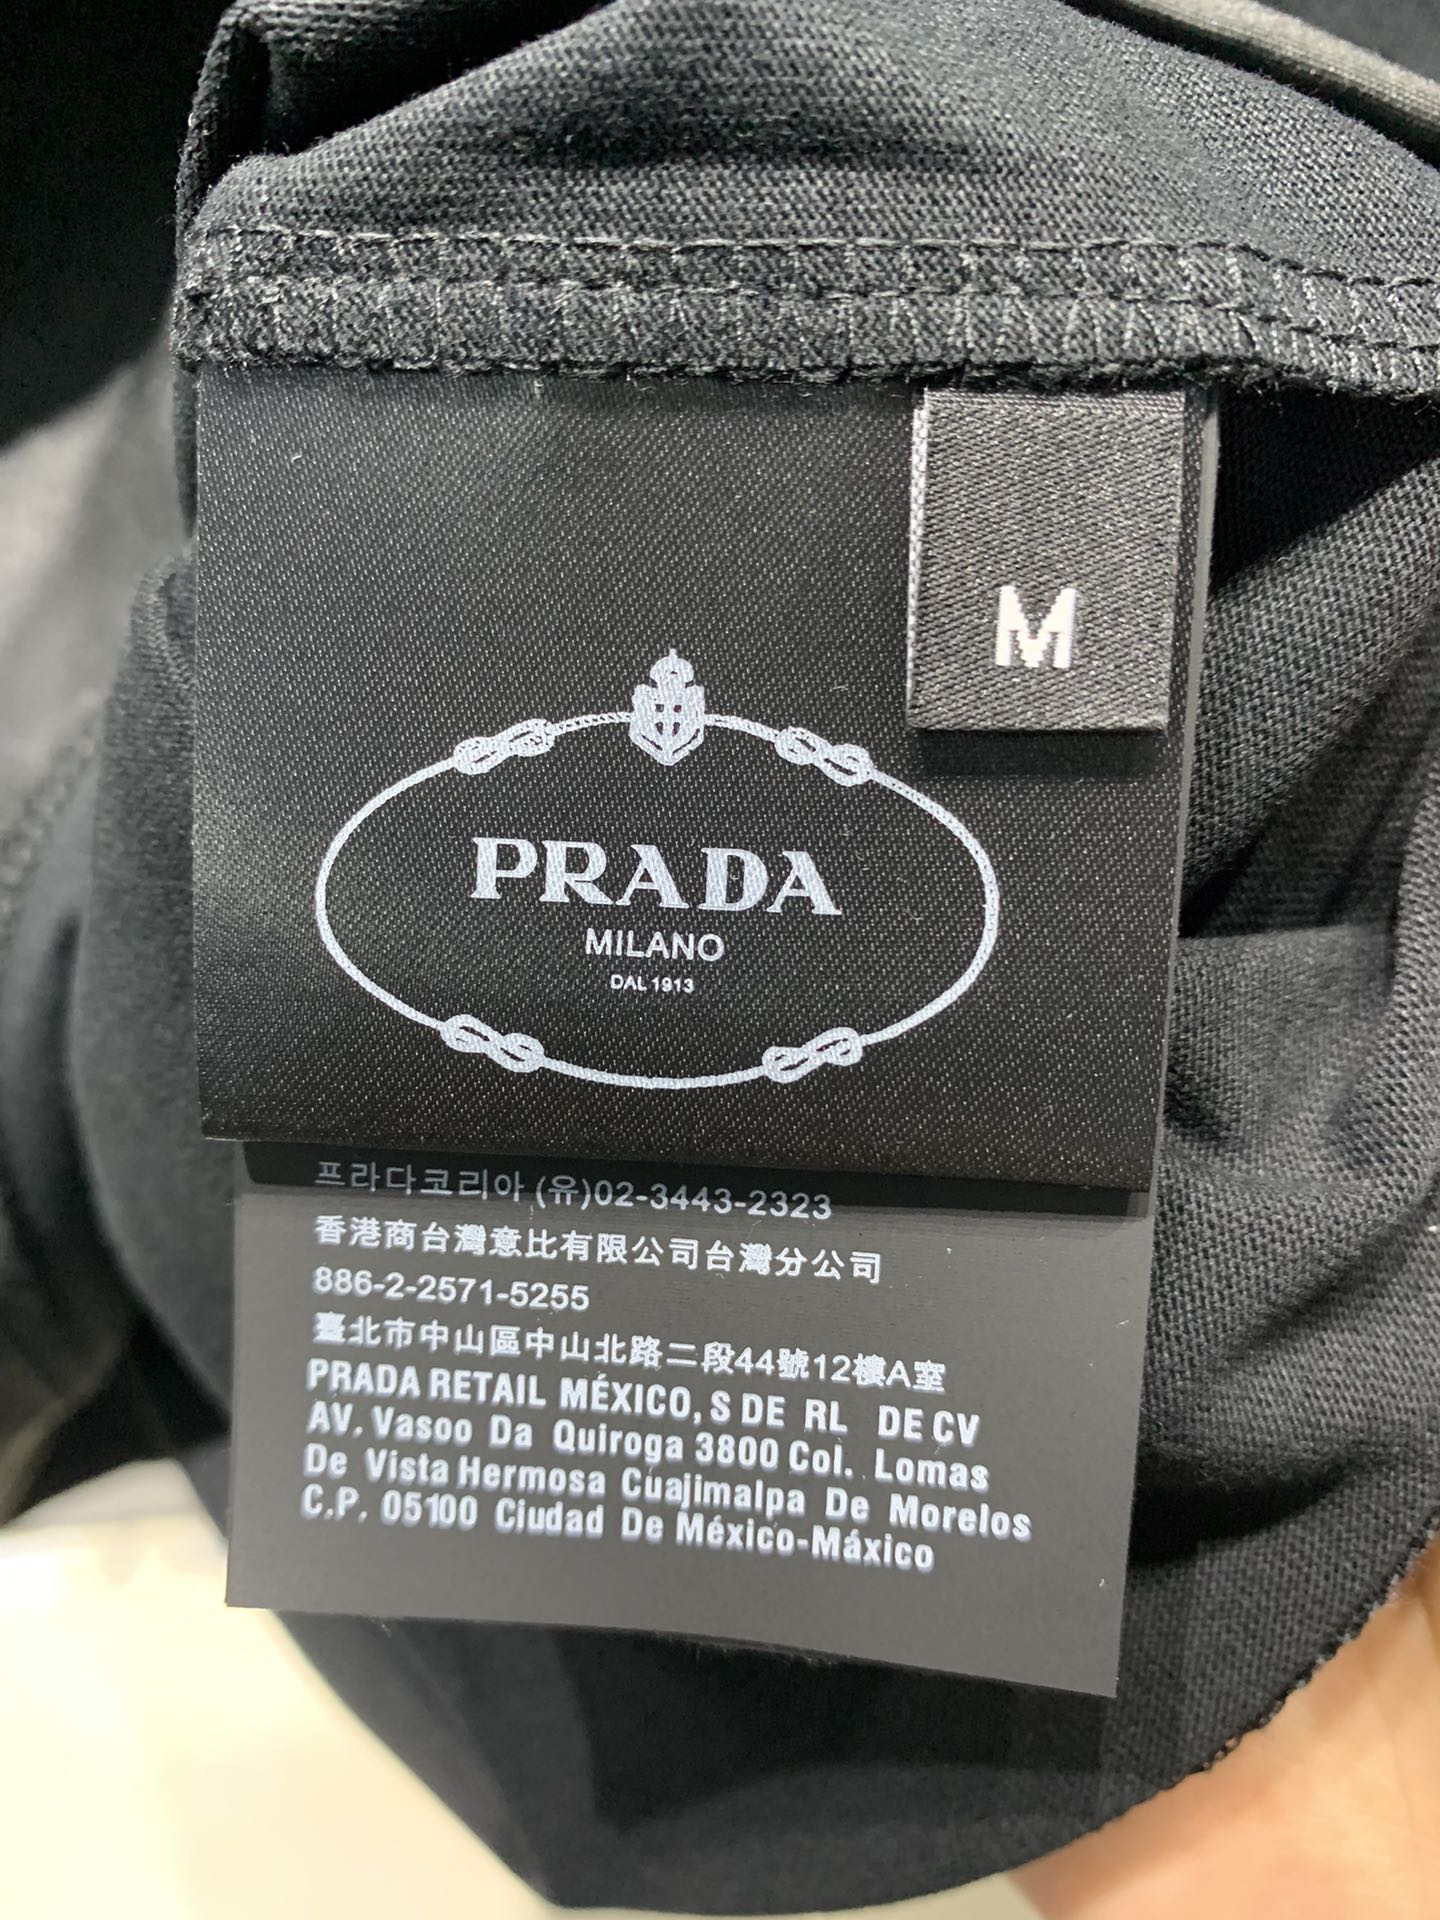 M
PRADA
MILANO
DAL 1913
프라다코리아 (유)02-3443-2323
香港商台灣意比有限公司台灣分公司
886-2-2571-5255
臺北市中山區中山北路二段44號12樓A室
PRADA RETAIL MÉXICO, S DE RL DE CV
AV. Vasoo Da Quiroga 3800 Col. Lomas
De Vista Hermosa Cuajimalpa De Morelos
C.P. 05100 Ciudad De México-Máxico